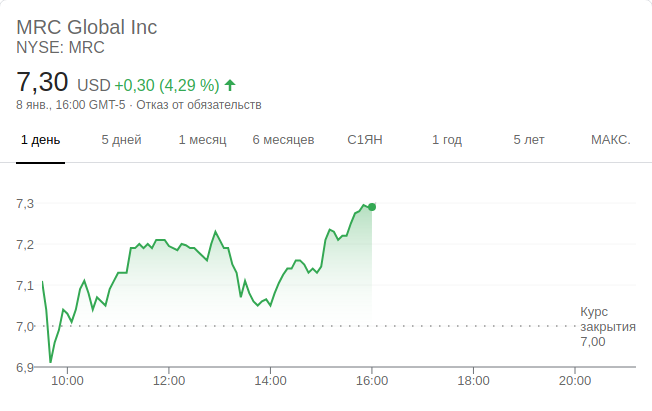 MRC Global Inc
NYSE: MRC
7,30 USD +0,30 (4,29 %)
8 янв., 16:00 GMT-5 · Отказ от обязательств
1 день 5 дней 1 месяц 6 месяцев С1ЯН 1 год 5 лет МАКС.
7,3
7,2
7,1
7,0
6,9
Курс
закрытия
7,00
10:00 12:00 14:00 16:00 18:00 20:00